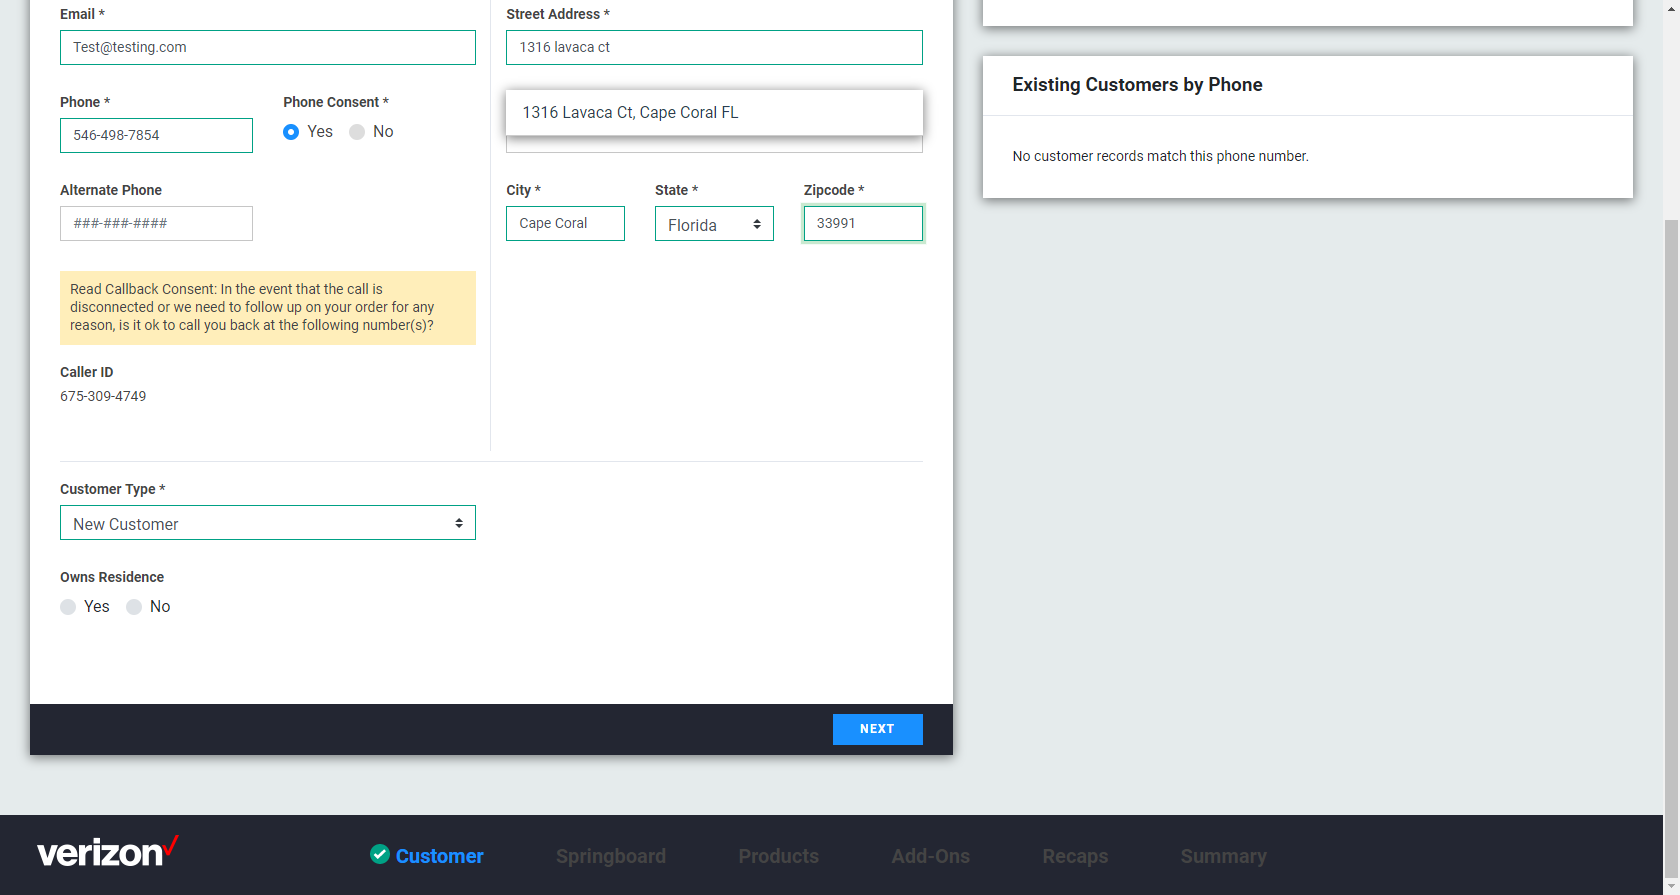 Email *
Test@testing.com
Phone *
Phone Consent *
546-498-7854
Yes
No
Alternate Phone
###-###-####
Read Callback Consent: In the event that the call is
disconnected or we need to follow up on your order for any
reason, is it ok to call you back at the following number(s)?
Caller ID
675-309-4749
Street Address *
1316 lavaca ct
1316 Lavaca Ct, Cape Coral FL
City *
State *
Zipcode *
Cape Coral
Florida
33991
Customer Type *
New Customer
Owns Residence
Yes
No
NEXT
Existing Customers by Phone
No customer records match this phone number.
verizon
Customer
Springboard
Products
Add-Ons
Recaps
Summary